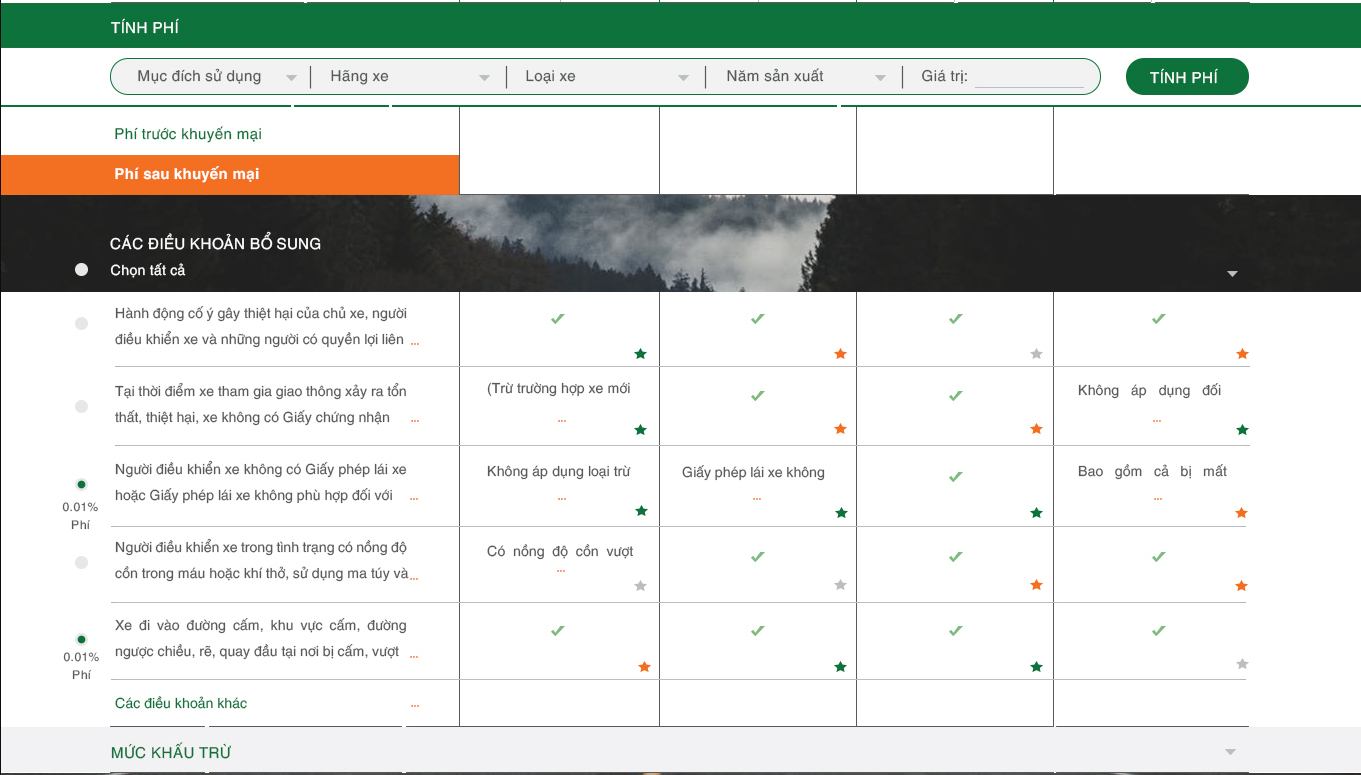 TÍNH PHÍ
Mục đích sử dụng
Hãng xe
Loại xe
Năm sản xuất
Giá trị:
TÍNH PHÍ
Phí trước khuyến mại
Phí sau khuyến mại
CÁC ĐIỀU KHOẢN BỔ SUNG
Chọn tất cả
Hành động cố ý gây thiệt hại của chủ xe, người
điều khiển xe và những người có quyền lợi liên ...
Tại thời điểm xe tham gia giao thông xảy ra tổn
thất, thiệt hại, xe không có Giấy chứng nhận ...
(Trừ trường hợp xe mới
...
Không áp dụng đối
...
Người điều khiển xe không có Giấy phép lái xe
hoặc Giấy phép lái xe không phù hợp đối với ...
0.01%
Phí
Không áp dụng loại trừ
...
Giấy phép lái xe không
...
Bao gồm cả bị mất
...
Người điều khiển xe trong tình trạng có nồng độ
cồn trong máu hoặc khí thở, sử dụng ma túy và...
Có nồng độ cồn vượt
...
Xe đi vào đường cấm, khu vực cấm, đường
ngược chiều, rẽ, quay đầu tại nơi bị cấm, vượt ...
0.01%
Phí
Các điều khoản khác ...
MỨC KHẤU TRỪ